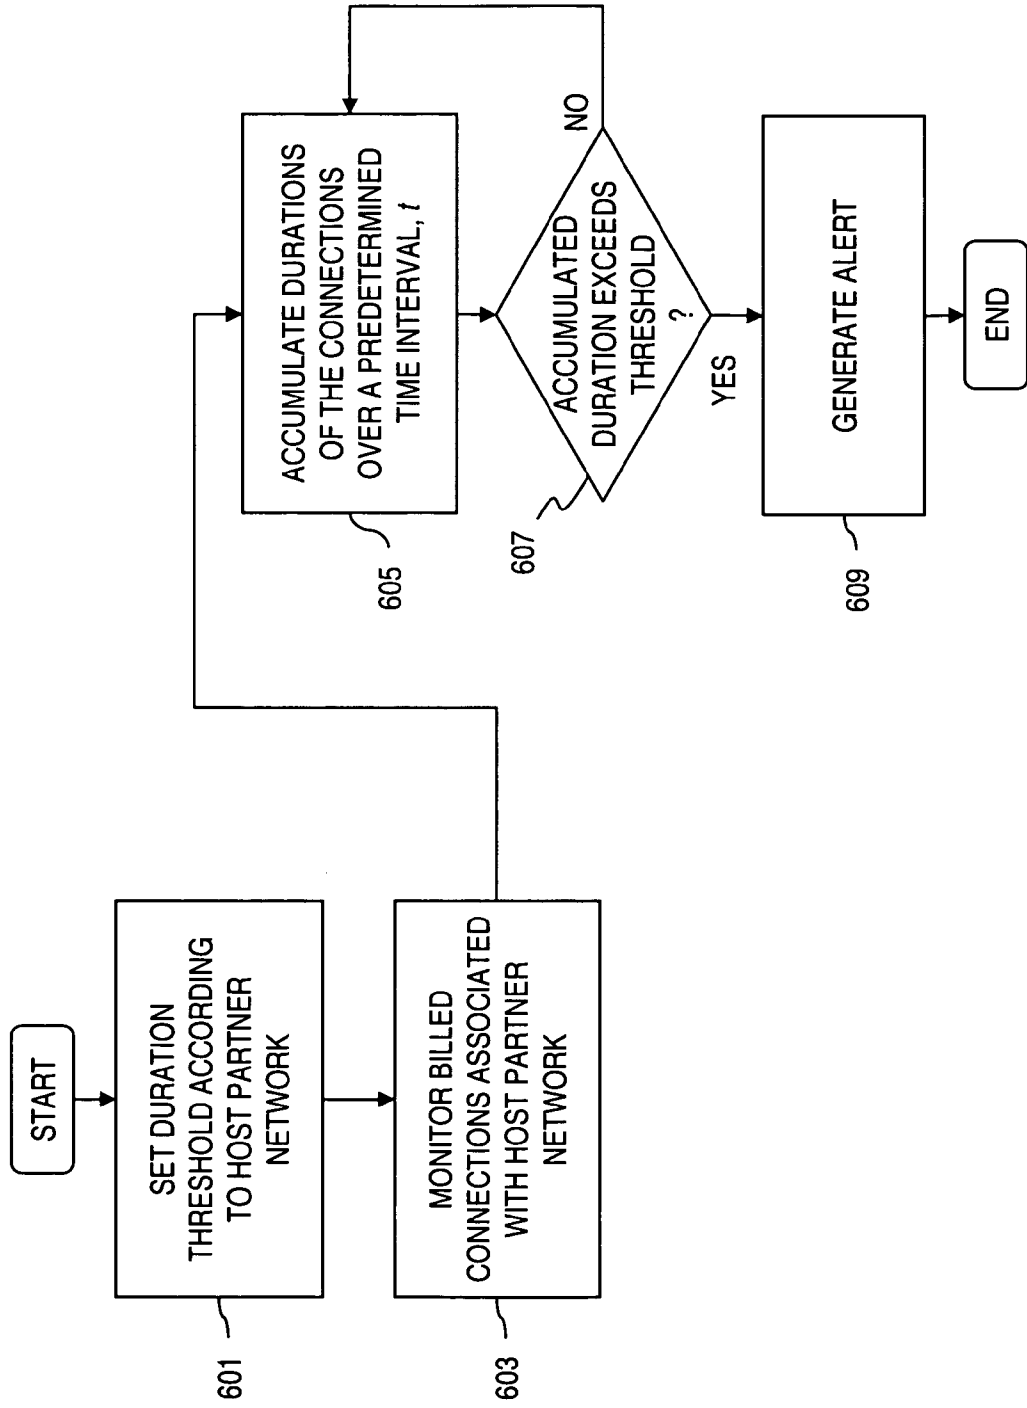 START
SET DURATION
THRESHOLD ACCORDING
TO HOST PARTNER
NETWORK
601
MONITOR BILLED
CONNECTIONS ASSOCIATED
WITH HOST PARTNER
NETWORK
603
ACCUMULATE DURATIONS
OF THE CONNECTIONS
OVER A PREDETERMINED
TIME INTERVAL, t
605
ACCUMULATED
DURATION EXCEEDS
THRESHOLD
?
607
NO
YES
GENERATE ALERT
609
END